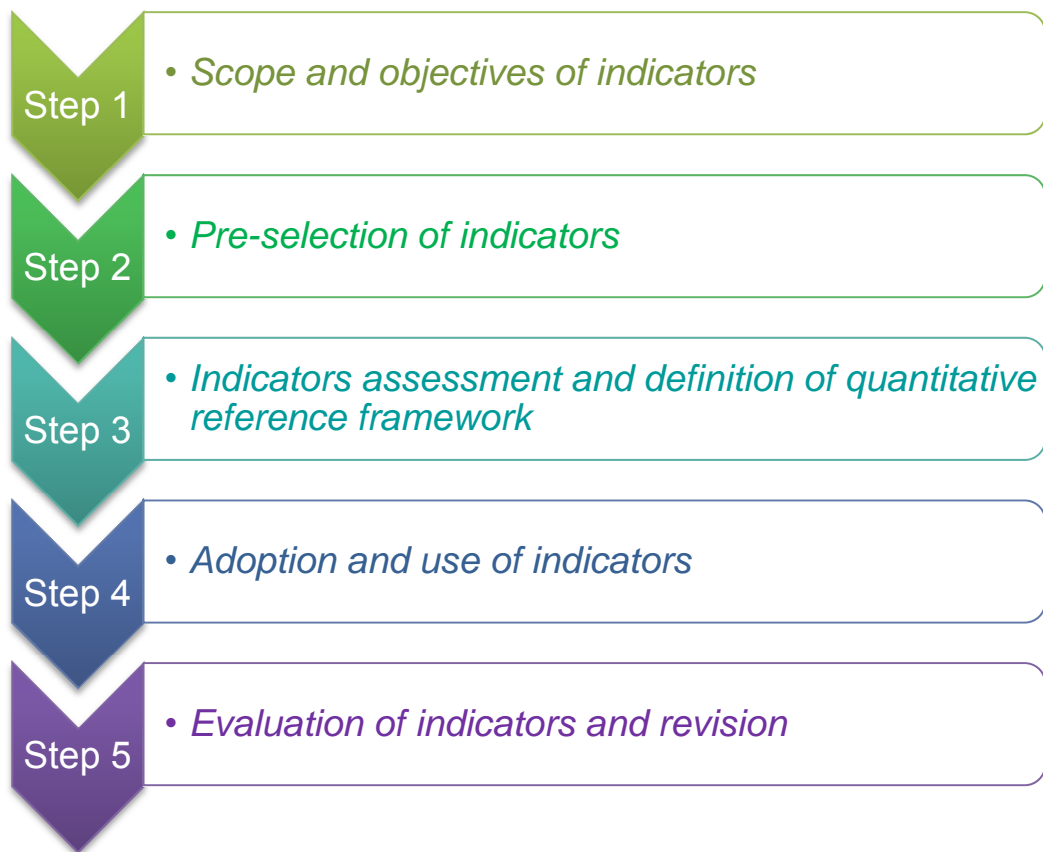 Step 1
• Scope and objectives of indicators
Step 2
• Pre-selection of indicators
Step 3
• Indicators assessment and definition of quantitative
reference framework
Step 4
• Adoption and use of indicators
Step 5
• Evaluation of indicators and revision